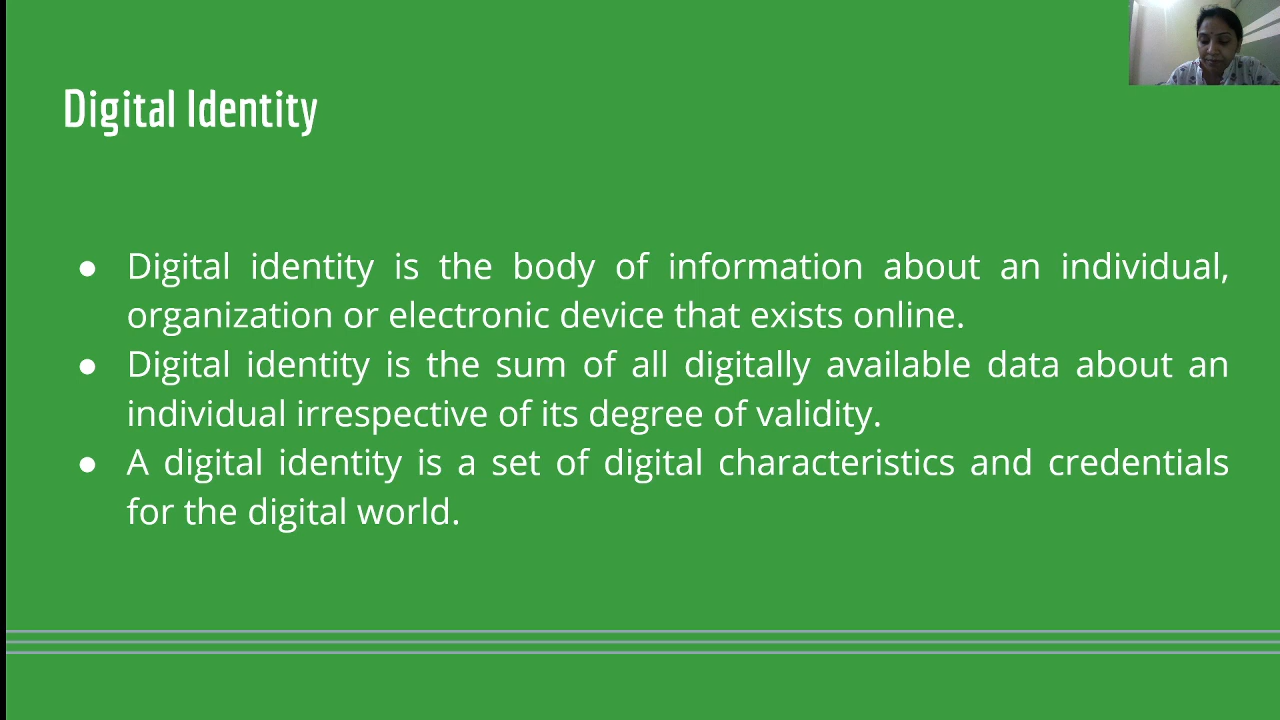 Digital Identity
● Digital identity is the body of information about an individual,
organization or electronic device that exists online.
● Digital identity is the sum of all digitally available data about an
individual irrespective of its degree of validity.
● A digital identity is a set of digital characteristics and credentials
for the digital world.